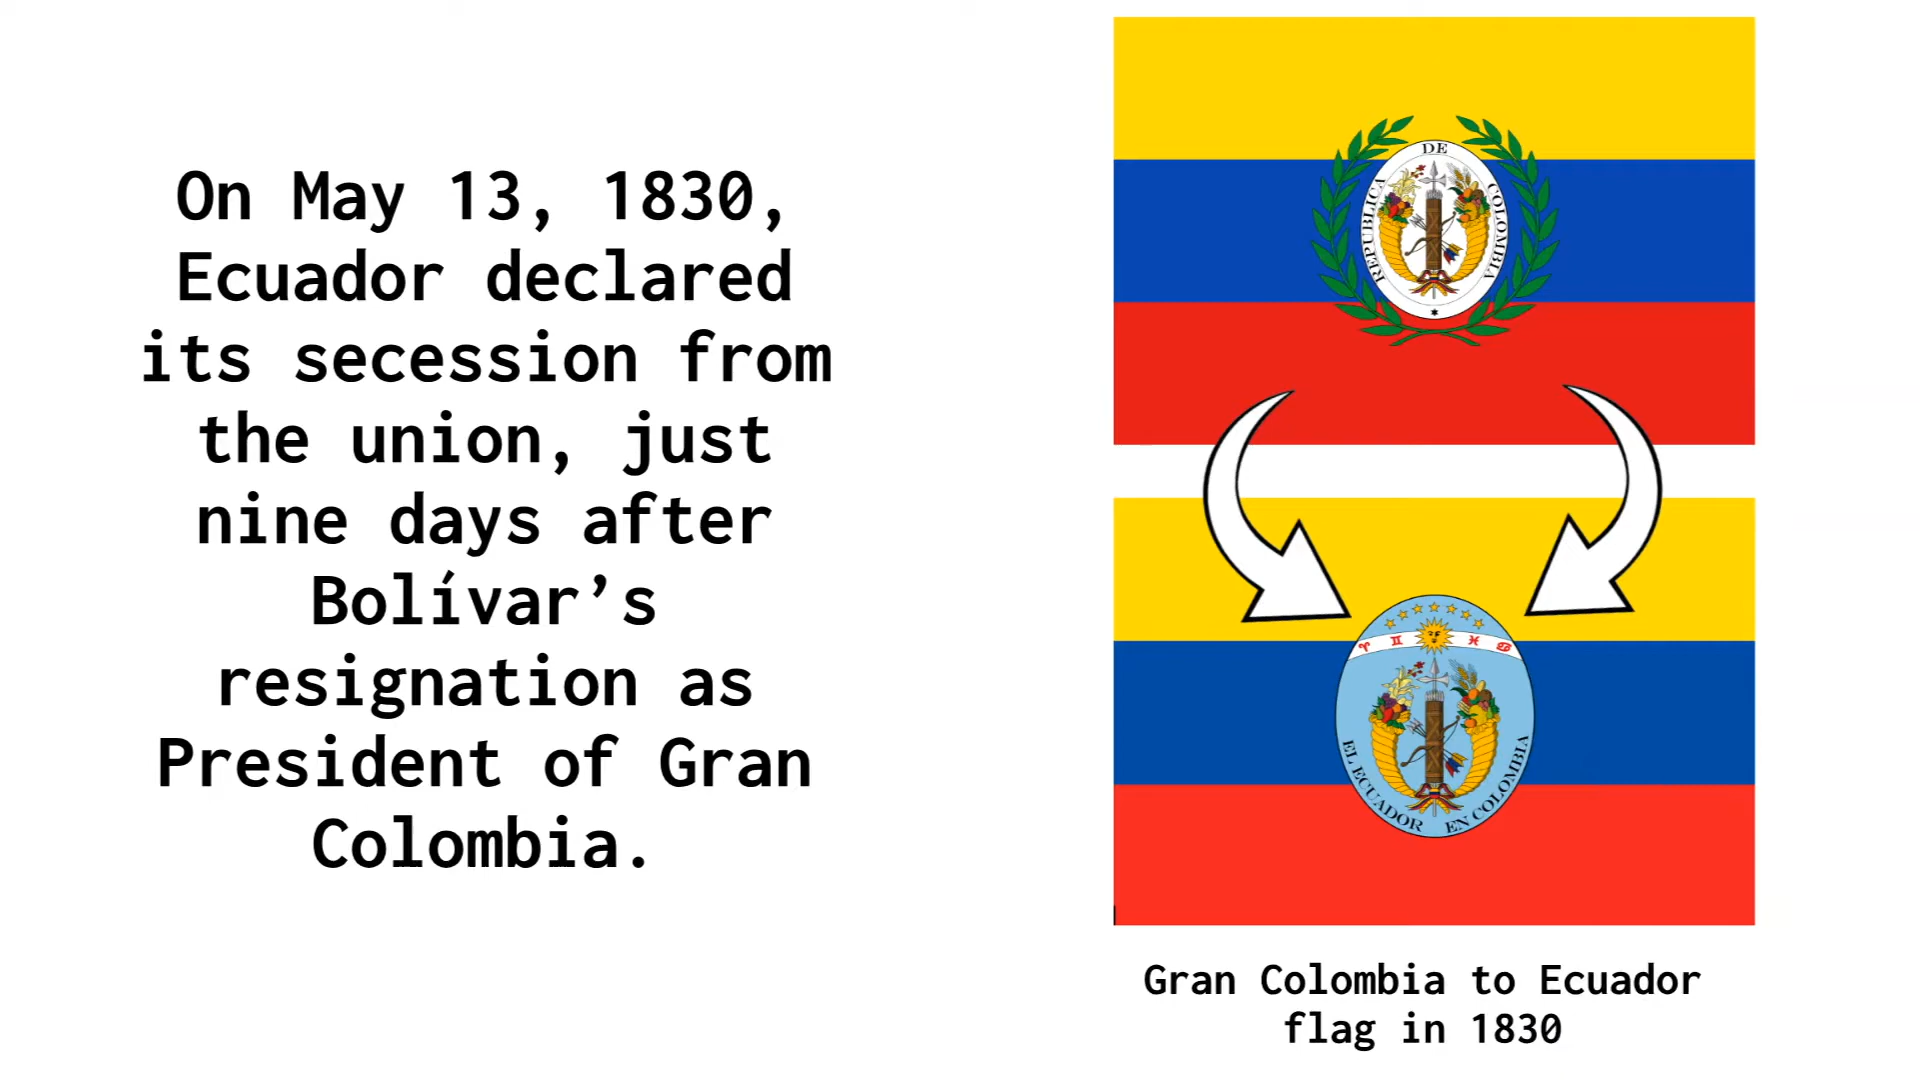 On May 13, 1830,
Ecuador declared
its secession from
the union, just
nine days after
Bolívar’s
resignation as
President of Gran
Colombia.
REPUBLICA DE COLOMBIA
EL ECUADOR EN COLOMBIA
Gran Colombia to Ecuador
flag in 1830